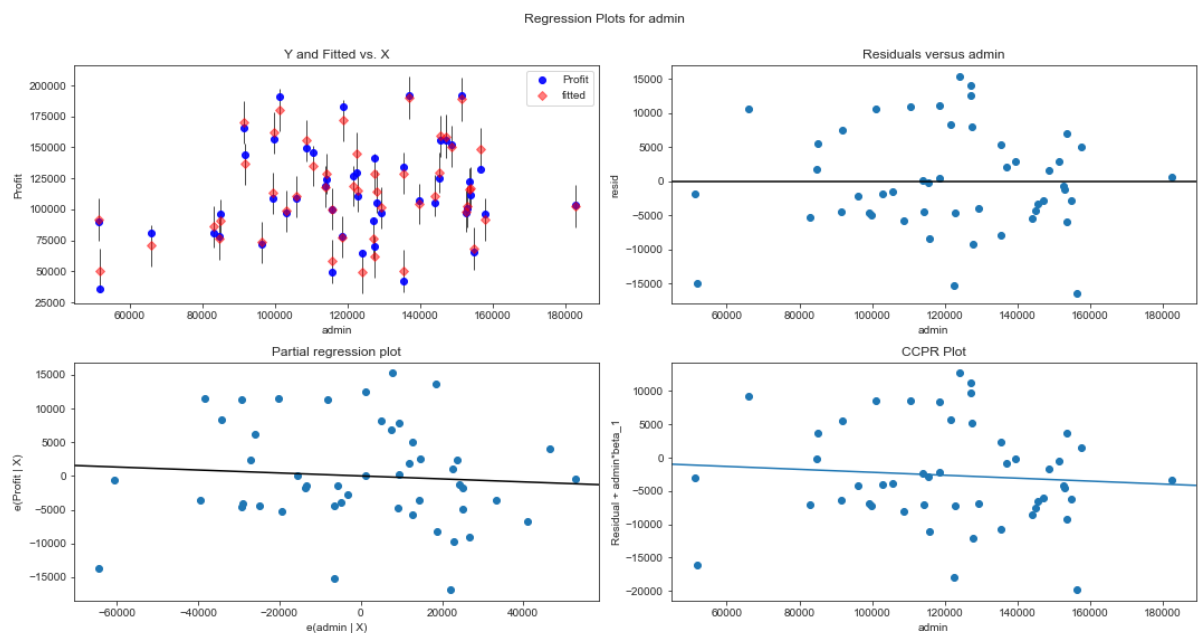 Regression Plots for admin
Y and Fitted vs. X
Profit
200000
175000
150000
125000
100000
75000
50000
25000
Profit
fitted
60000 80000 100000 120000 140000 160000 180000
admin
Residuals versus admin
resid
15000
10000
5000
0
−5000
−10000
−15000
60000 80000 100000 120000 140000 160000 180000
admin
Partial regression plot
e(Profit | X)
15000
10000
5000
0
−5000
−10000
−15000
−60000 −40000 −20000 0 20000 40000
e(admin | X)
CCPR Plot
Residual + admin*beta_1
10000
5000
0
−5000
−10000
−15000
−20000
60000 80000 100000 120000 140000 160000 180000
admin